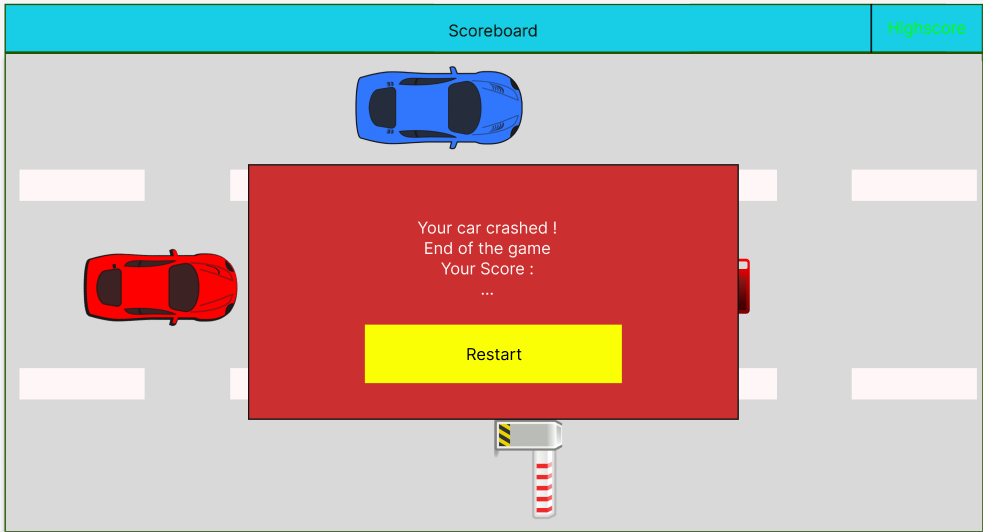 Scoreboard
Highscore
Your car crashed !
End of the game
Your Score :
...
Restart